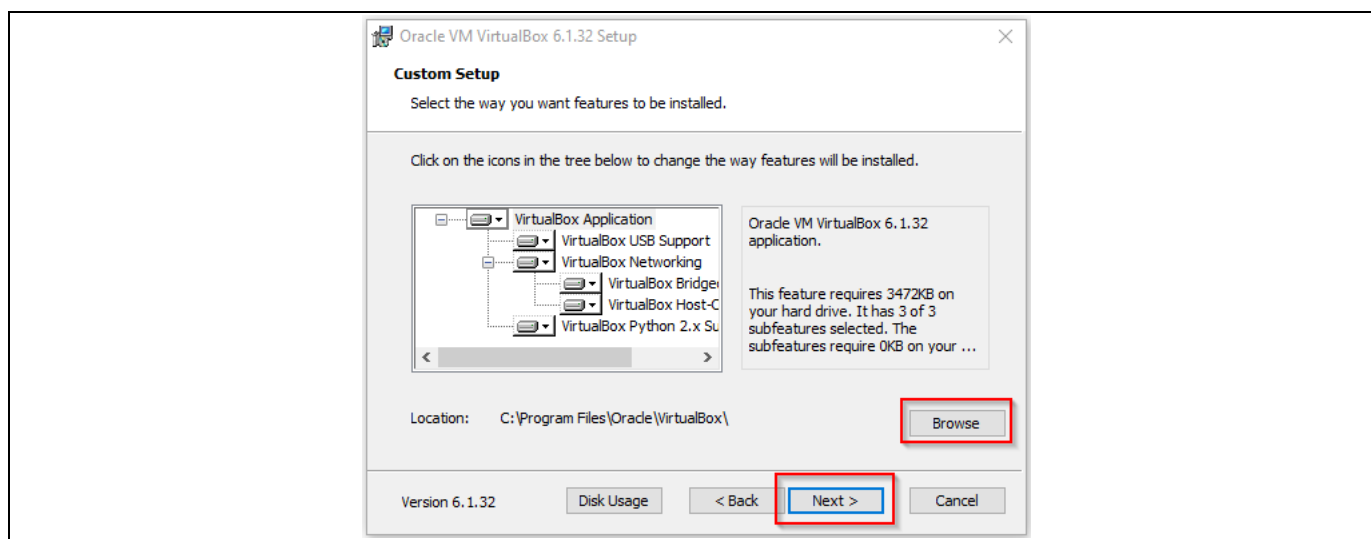 Oracle VM VirtualBox 6.1.32 Setup
Custom Setup
Select the way you want features to be installed.
Click on the icons in the tree below to change the way features will be installed.
VirtualBox Application
VirtualBox USB Support
VirtualBox Networking
VirtualBox Bridge
VirtualBox Host-C
VirtualBox Python 2.x Su
Oracle VM VirtualBox 6.1.32
application.
This feature requires 3472KB on
your hard drive. It has 3 of 3
subfeatures selected. The
subfeatures require 0KB on your ...
Location: C:\Program Files\Oracle\VirtualBox\
Browse
Version 6.1.32
Disk Usage
< Back
Next >
Cancel